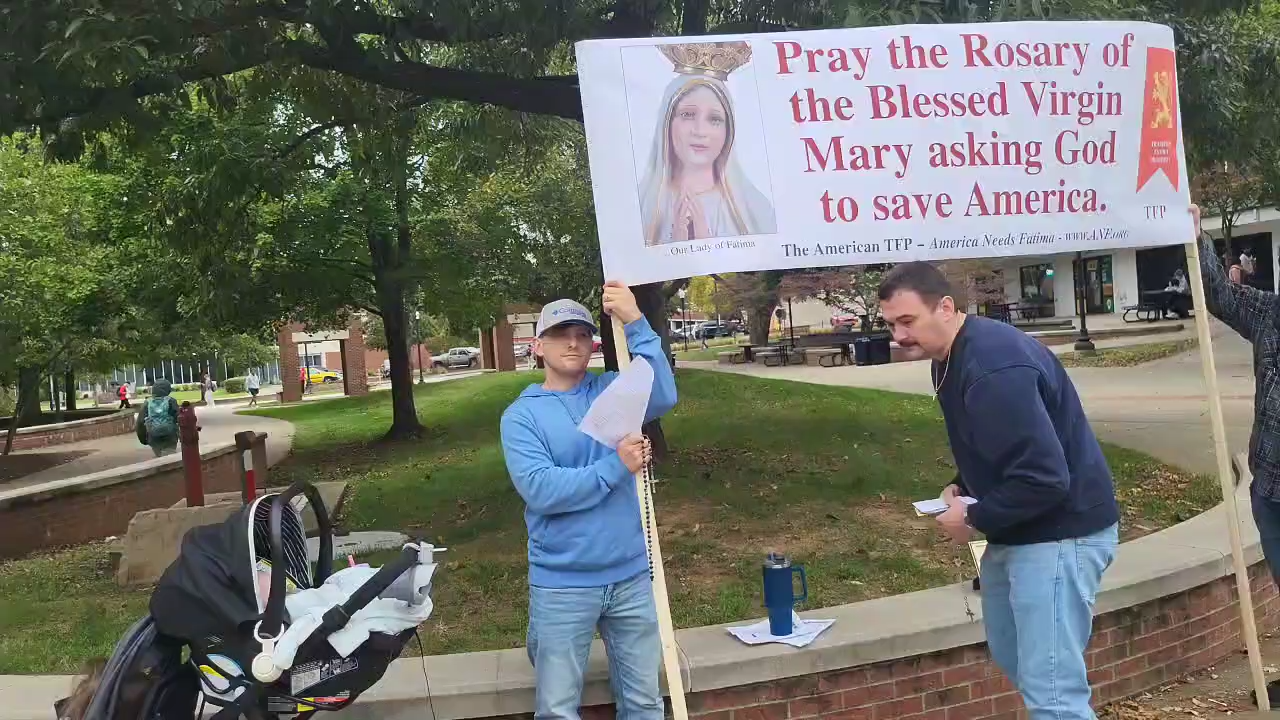 Pray the Rosary of
the Blessed Virgin
Mary asking God
to save America.
TFP
Our Lady of Fatima
The American TFP – America Needs Fatima - WWW.ANF.ORG
Columbia